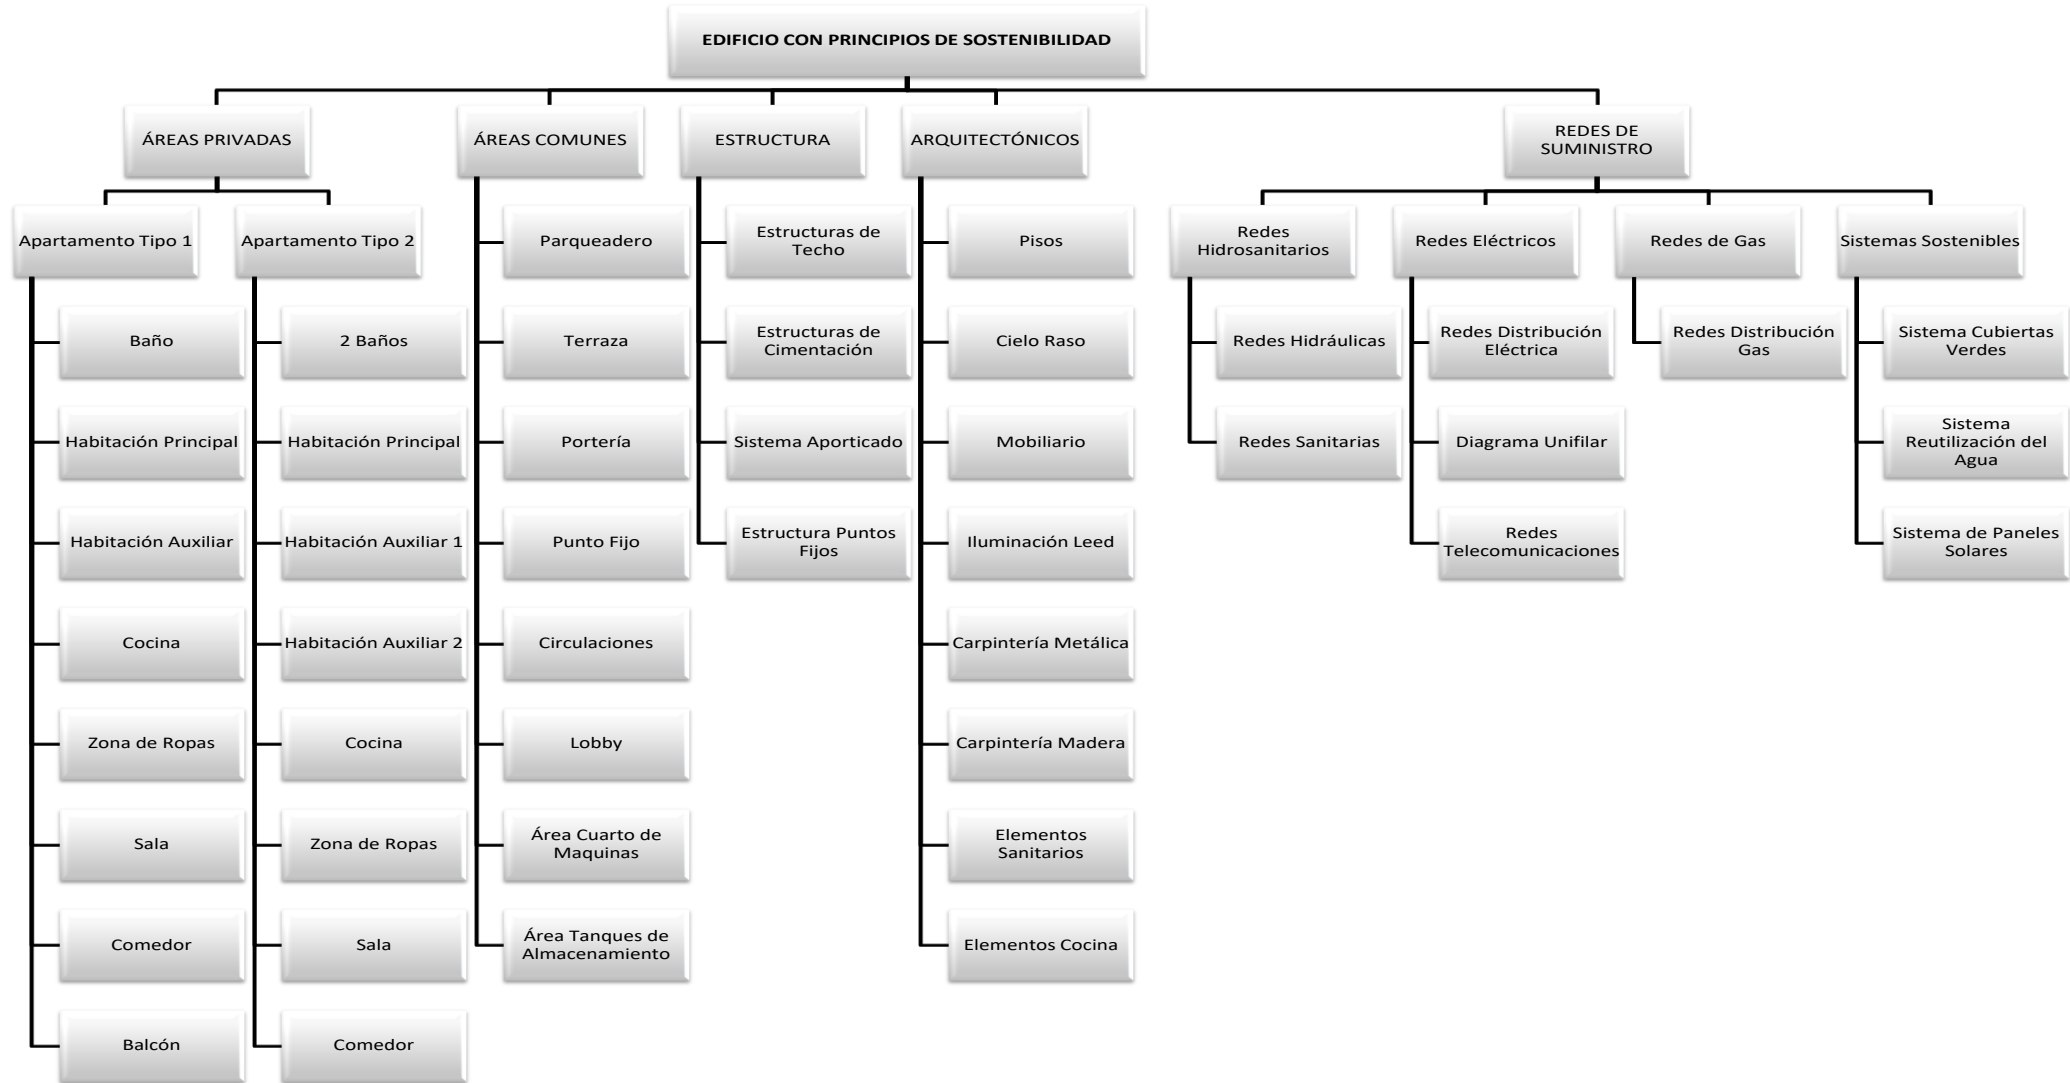 EDIFICIO CON PRINCIPIOS DE SOSTENIBILIDAD
ÁREAS PRIVADAS
Apartamento Tipo 1
Baño
Habitación Principal
Habitación Auxiliar
Cocina
Zona de Ropas
Sala
Comedor
Balcón
Apartamento Tipo 2
2 Baños
Habitación Principal
Habitación Auxiliar 1
Habitación Auxiliar 2
Cocina
Zona de Ropas
Sala
Comedor
ÁREAS COMUNES
Parqueadero
Terraza
Portería
Punto Fijo
Circulaciones
Lobby
Área Cuarto de
Maquinas
Área Tanques de
Almacenamiento
ESTRUCTURA
Estructuras de
Techo
Estructuras de
Cimentación
Sistema Aporticado
Estructura Puntos
Fijos
ARQUITECTÓNICOS
Pisos
Cielo Raso
Mobiliario
Iluminación Leed
Carpintería Metálica
Carpintería Madera
Elementos
Sanitarios
Elementos Cocina
REDES DE
SUMINISTRO
Redes
Hidrosanitarios
Redes Hidráulicas
Redes Sanitarias
Redes Eléctricos
Redes Distribución
Eléctrica
Diagrama Unifilar
Redes
Telecomunicaciones
Redes de Gas
Redes Distribución
Gas
Sistemas Sostenibles
Sistema Cubiertas
Verdes
Sistema
Reutilización del
Agua
Sistema de Paneles
Solares